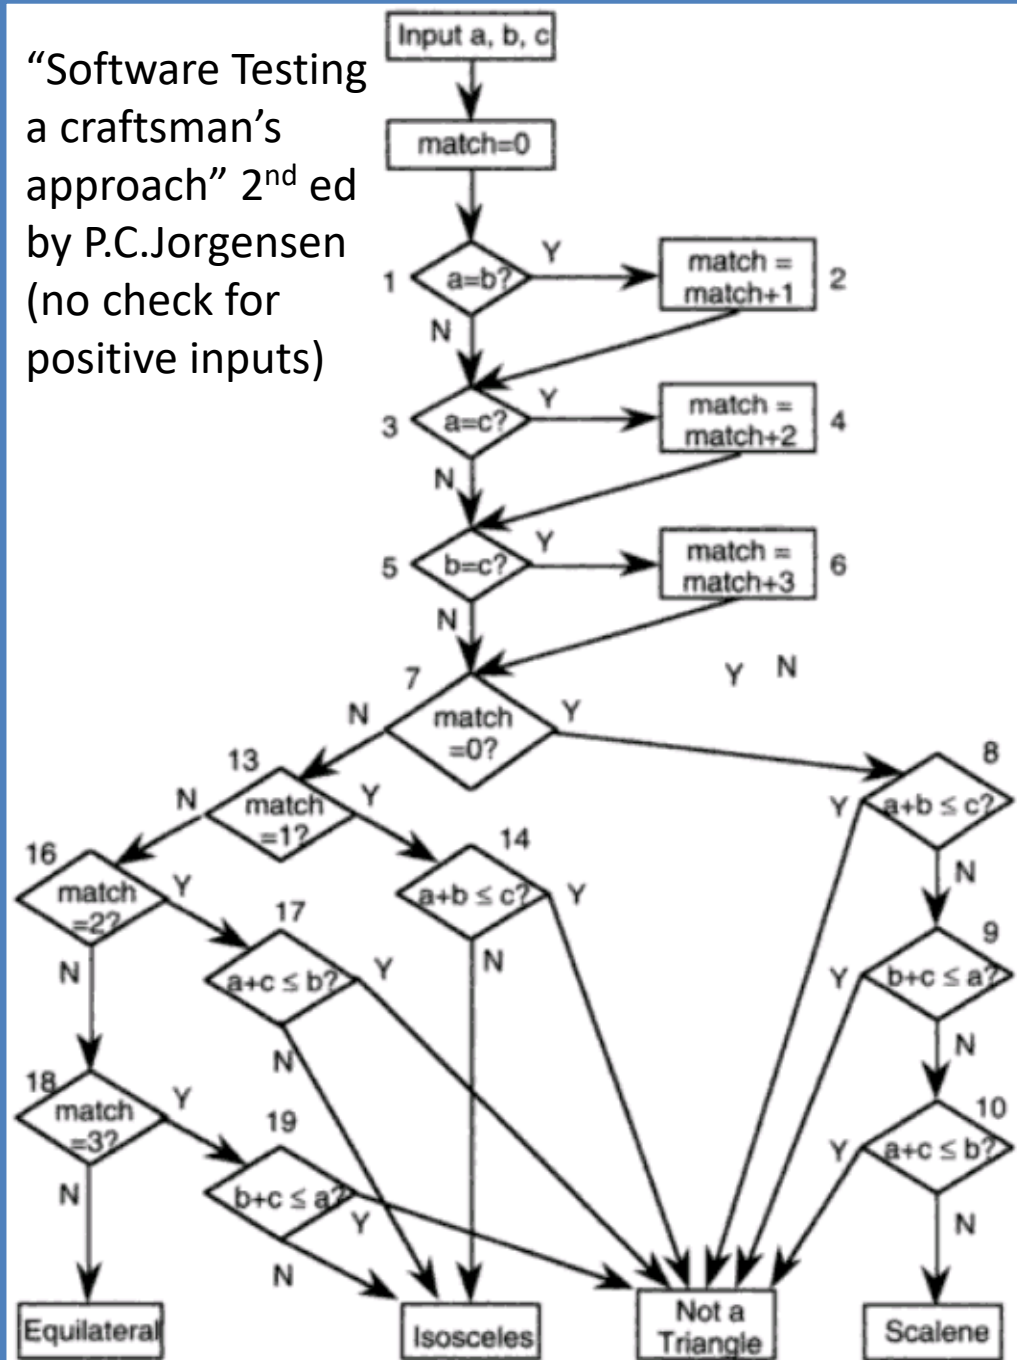 “Software Testing
a craftsman’s
approach” 2nd ed
by P.C.Jorgensen
(no check for
positive inputs)
Input a, b, c
match=0
1
a=b?
Y
N
match =
match+1
2
3
a=c?
Y
N
match =
match+2
4
5
b=c?
Y
N
match =
match+3
6
Y N
7
match
=0?
N
Y
13
match
=1?
N
Y
8
a+b ≤ c?
Y
N
16
match
=2?
Y
N
14
a+b ≤ c?
Y
N
17
a+c ≤ b?
Y
N
9
b+c ≤ a?
Y
N
18
match
=3?
Y
N
19
b+c ≤ a?
Y
N
10
a+c ≤ b?
Y
N
Equilateral
Isosceles
Not a
Triangle
Scalene